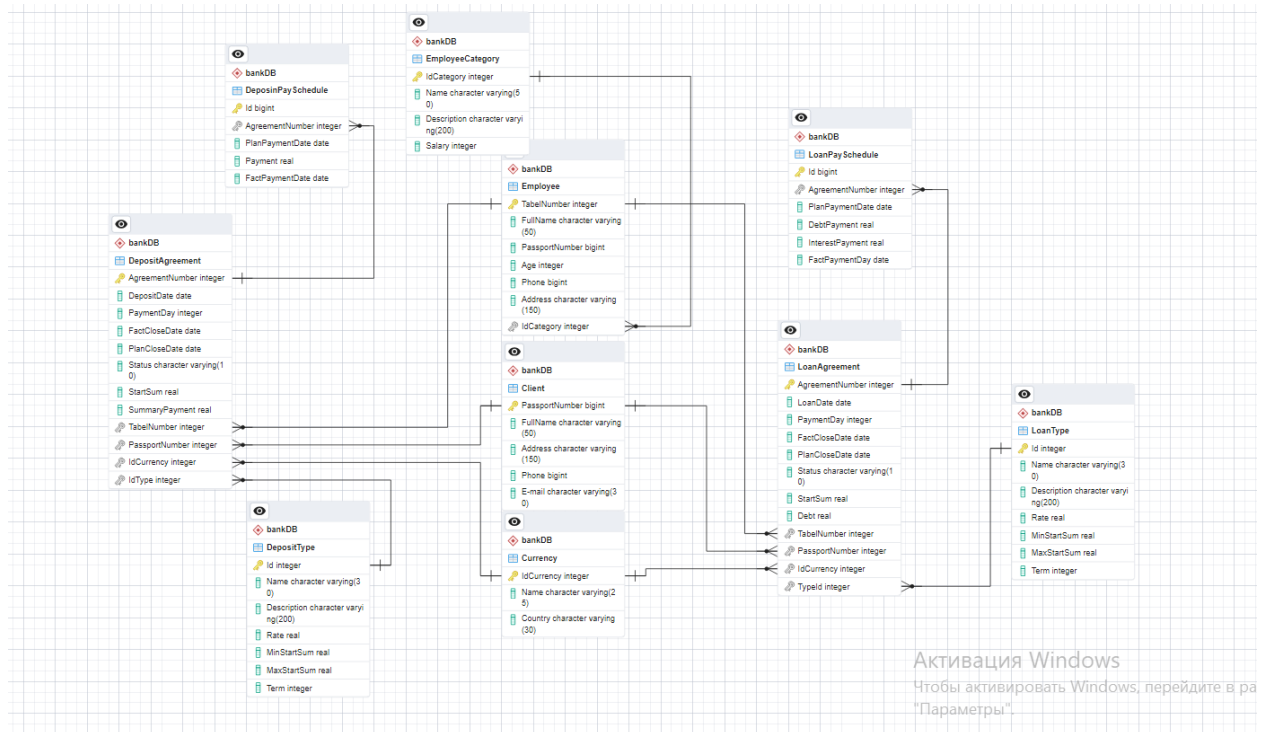 bankDB
EmployeeCategory
IdCategory integer
Name character varying(5
0)
Description character varyi
ng(200)
Salary integer
bankDB
DeposinPaySchedule
Id bigint
AgreementNumber integer
PlanPaymentDate date
Payment real
FactPaymentDate date
bankDB
LoanPaySchedule
Id bigint
AgreementNumber integer
PlanPaymentDate date
DebtPayment real
InterestPayment real
FactPaymentDay date
bankDB
Employee
TabelNumber integer
FullName character varying
(50)
PassportNumber bigint
Age integer
Phone bigint
Address character varying
(150)
IdCategory integer
bankDB
DepositAgreement
AgreementNumber integer
DepositDate date
PaymentDay integer
FactCloseDate date
PlanCloseDate date
Status character varying(1
0)
StartSum real
SummaryPayment real
TabelNumber integer
PassportNumber integer
IdCurrency integer
IdType integer
bankDB
Client
PassportNumber bigint
FullName character varying
(50)
Address character varying
(150)
Phone bigint
E-mail character varying(3
0)
bankDB
LoanAgreement
AgreementNumber integer
LoanDate date
PaymentDay integer
FactCloseDate date
PlanCloseDate date
Status character varying(1
0)
StartSum real
Debt real
TabelNumber integer
PassportNumber integer
IdCurrency integer
TypeId integer
bankDB
LoanType
Id integer
Name character varying(3
0)
Description character varyi
ng(200)
Rate real
MinStartSum real
MaxStartSum real
Term integer
bankDB
DepositType
Id integer
Name character varying(3
0)
Description character varyi
ng(200)
Rate real
MinStartSum real
MaxStartSum real
Term integer
bankDB
Currency
IdCurrency integer
Name character varying(2
5)
Country character varying
(30)
Активация Windows
Чтобы активировать Windows, перейдите в ра
"Параметры".